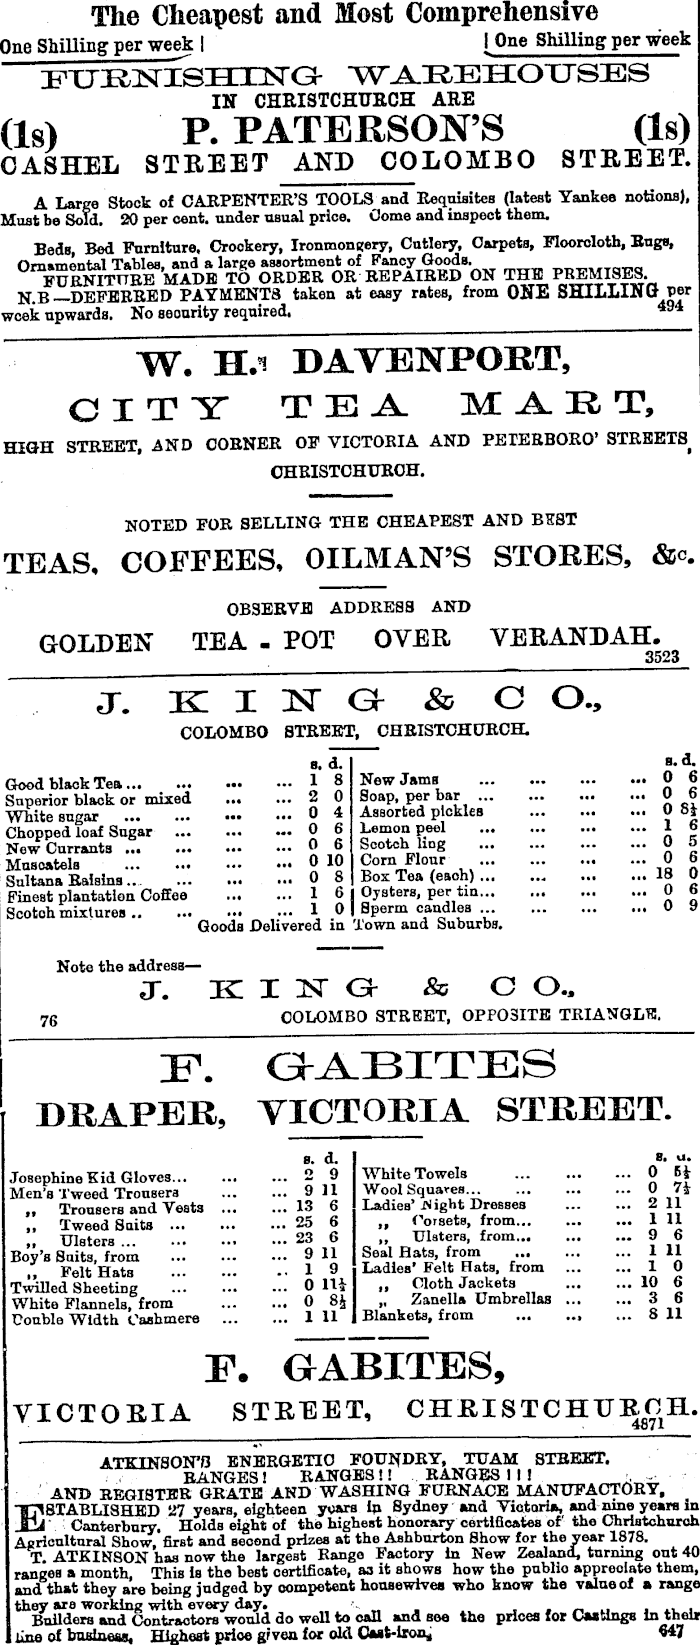 The Cheapest and Most Comprehensive
One Shilling per week | | One Shilling per week
FURNISHING WAREHOUSES
IN CHRISTCHURCH ARE
(1s) P. PATERSON'S (1s)
CASHEL STREET AND COLOMBO STREET.
A Large Stock of CARPENTER'S TOOLS and Requisites (latest Yankee notions),
Must be Sold. 20 per cent. under usual price. Come and inspect them.
Beds, Bed Furniture, Crockery, Ironmongery, Cutlery, Carpets, Floorcloth, Rugs,
Ornamental Tables, and a large assortment of Fancy Goods.
FURNITURE MADE TO ORDER OR REPAIRED ON THE PREMISES.
N.B—DEFERRED PAYMENTS taken at easy rates, from ONE SHILLING per
week upwards. No security required. 494
W. H. DAVENPORT,
CITY TEA MART,
HIGH STREET, AND CORNER OF VICTORIA AND PETERBORO' STREETS,
CHRISTCHURCH.
NOTED FOR SELLING THE CHEAPEST AND BEST
TEAS, COFFEES, OILMAN'S STORES, &c.
OBSERVE ADDRESS AND
GOLDEN TEA-POT OVER VERANDAH.
3523
J. KING & CO.,
COLOMBO STREET, CHRISTCHURCH.
s. d.
Good black Tea ... ... ... ... 1 8
Superior black or mixed ... ... 2 0
White sugar ... ... ... ... 0 4
Chopped loaf Sugar ... ... ... 0 6
New Currants ... ... ... ... 0 6
Muscatels ... ... ... ... 0 10
Sultana Raisins ... ... ... ... 0 8
Finest plantation Coffee ... ... 1 6
Scotch mixtures .. ... ... ... 1 0
s. d.
New Jams ... ... ... ... 0 6
Soap, per bar ... ... ... ... 0 6
Assorted pickles ... ... ... 0 8½
Lemon peel ... ... ... ... 1 6
Scotch ling ... ... ... ... 0 5
Corn Flour ... ... ... ... 0 6
Box Tea (each) ... ... ... ... 18 0
Oysters, per tin... ... ... ... 0 6
Sperm candles ... ... ... ... 0 9
Goods Delivered in Town and Suburbs.
Note the address—
J. KING & CO.,
76 COLOMBO STREET, OPPOSITE TRIANGLE.
F. GABITES
DRAPER, VICTORIA STREET.
s. d.
Josephine Kid Gloves... ... ... 2 9
Men's Tweed Trousers ... ... 9 11
„ Trousers and Vests ... ... 13 6
„ Tweed Suits ... ... ... 25 6
„ Ulsters ... ... ... ... 23 6
Boy's Suits, from ... ... ... 9 11
„ Felt Hats ... ... .. 1 9
Twilled Sheeting ... ... ... 0 11½
White Flannels, from ... ... 0 8½
Double Width Cashmere ... ... 1 11
s. d.
White Towels ... ... ... 0 5½
Wool Squares... ... ... ... 0 7½
Ladies' Night Dresses ... ... 2 11
„ Corsets, from... ... ... 1 11
„ Ulsters, from... ... ... 9 6
Seal Hats, from ... ... ... 1 11
Ladies' Felt Hats, from ... ... 1 0
„ Cloth Jackets ... ... 10 6
„ Zanella Umbrellas ... ... 3 6
Blankets, from ... ... ... 8 11
F. GABITES,
VICTORIA STREET, CHRISTCHURCH.
4871
ATKINSON'S ENERGETIC FOUNDRY, TUAM STREET.
RANGES! RANGES!! RANGES!!!
AND REGISTER GRATE AND WASHING FURNACE MANUFACTORY,
ESTABLISHED 27 years, eighteen years in Sydney and Victoria, and nine years in
Canterbury. Holds eight of the highest honorary certificates of the Christchurch
Agricultural Show, first and second prizes at the Ashburton Show for the year 1878.
T. ATKINSON has now the largest Range Factory in New Zealand, turning out 40
ranges a month, This is the best certificate, as it shows how the public appreciate them,
and that they are being judged by competent housewives who know the value of a range
they are working with every day.
Builders and Contractors would do well to call and see the prices for Castings in their
line of business, Highest price given for old Cast-iron, 647